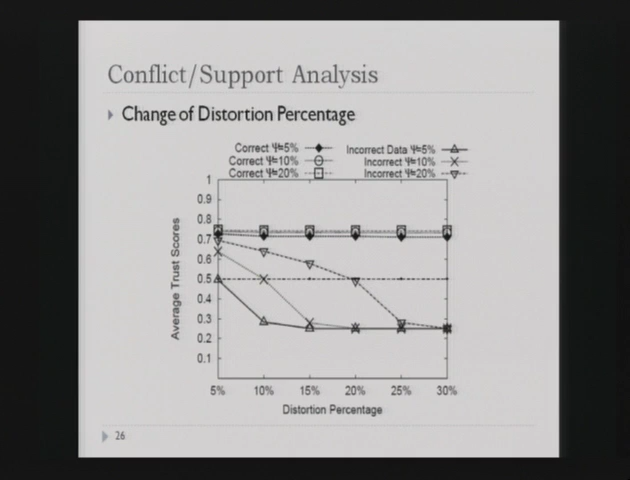 Conflict/Support Analysis
Change of Distortion Percentage
Correct Ψ=5%
Incorrect Data Ψ=5%
Correct Ψ=10%
Incorrect Ψ=10%
Correct Ψ=20%
Incorrect Ψ=20%
1
0.9
0.8
0.7
0.6
0.5
0.4
0.3
0.2
0.1
Average Trust Scores
5% 10% 15% 20% 25% 30%
Distortion Percentage
26